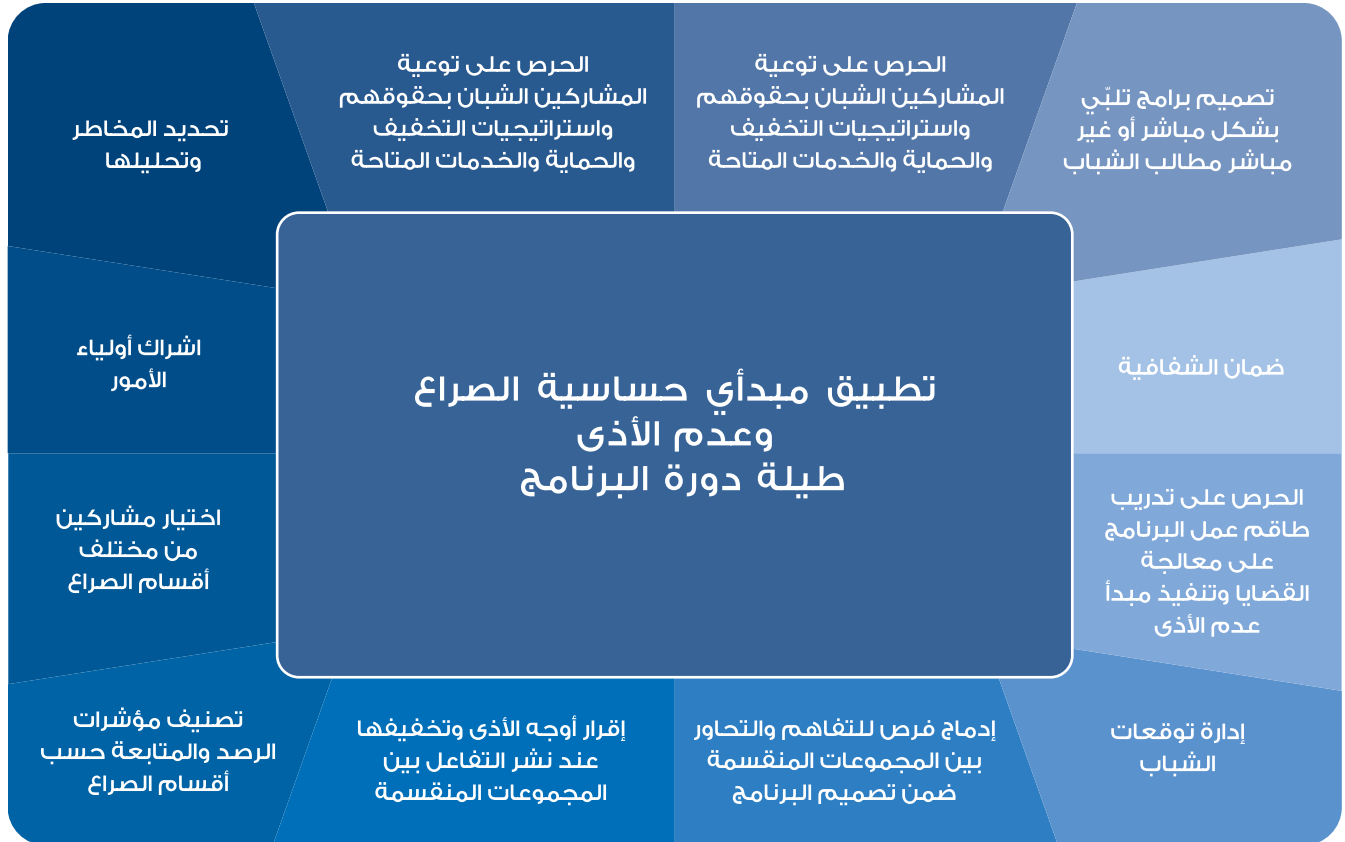 تصميم برامج تلبّي
بشكل مباشر أو غير
مباشر مطالب الشباب
الحرص على توعية
المشاركين الشبان بحقوقهم
واستراتيجيات التخفيف
والحماية والخدمات المتاحة
الحرص على توعية
المشاركين الشبان بحقوقهم
واستراتيجيات التخفيف
والحماية والخدمات المتاحة
تحديد المخاطر
وتحليلها
ضمان الشفافية
تطبيق مبدأي حساسية الصراع
وعدم الأذى
طيلة دورة البرنامج
اشراك أولياء
الأمور
الحرص على تدريب
طاقم عمل البرنامج
على معالجة
القضايا وتنفيذ مبدأ
عدم الأذى
اختيار مشاركين
من مختلف
أقسام الصراع
إدارة توقعات
الشباب
إدماج فرص للتفاهم والتحاور
بين المجموعات المنقسمة
ضمن تصميم البرنامج
إقرار أوجه الأذى وتخفيفها
عند نشر التفاعل بين
المجموعات المنقسمة
تصنيف مؤشرات
الرصد والمتابعة حسب
أقسام الصراع